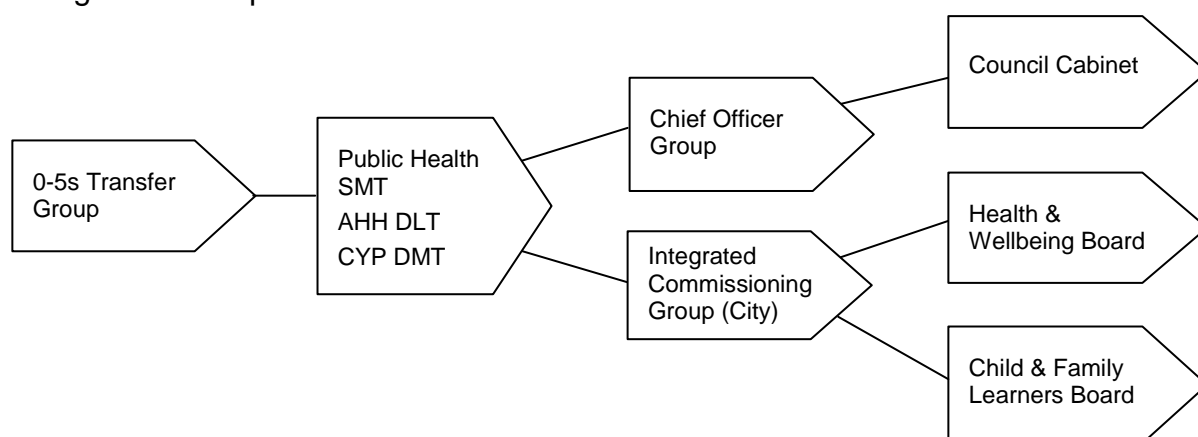 0-5s Transfer
Group
Public Health
SMT
AHH DLT
CYP DMT
Chief Officer
Group
Integrated
Commissioning
Group (City)
Council Cabinet
Health &
Wellbeing Board
Child & Family
Learners Board